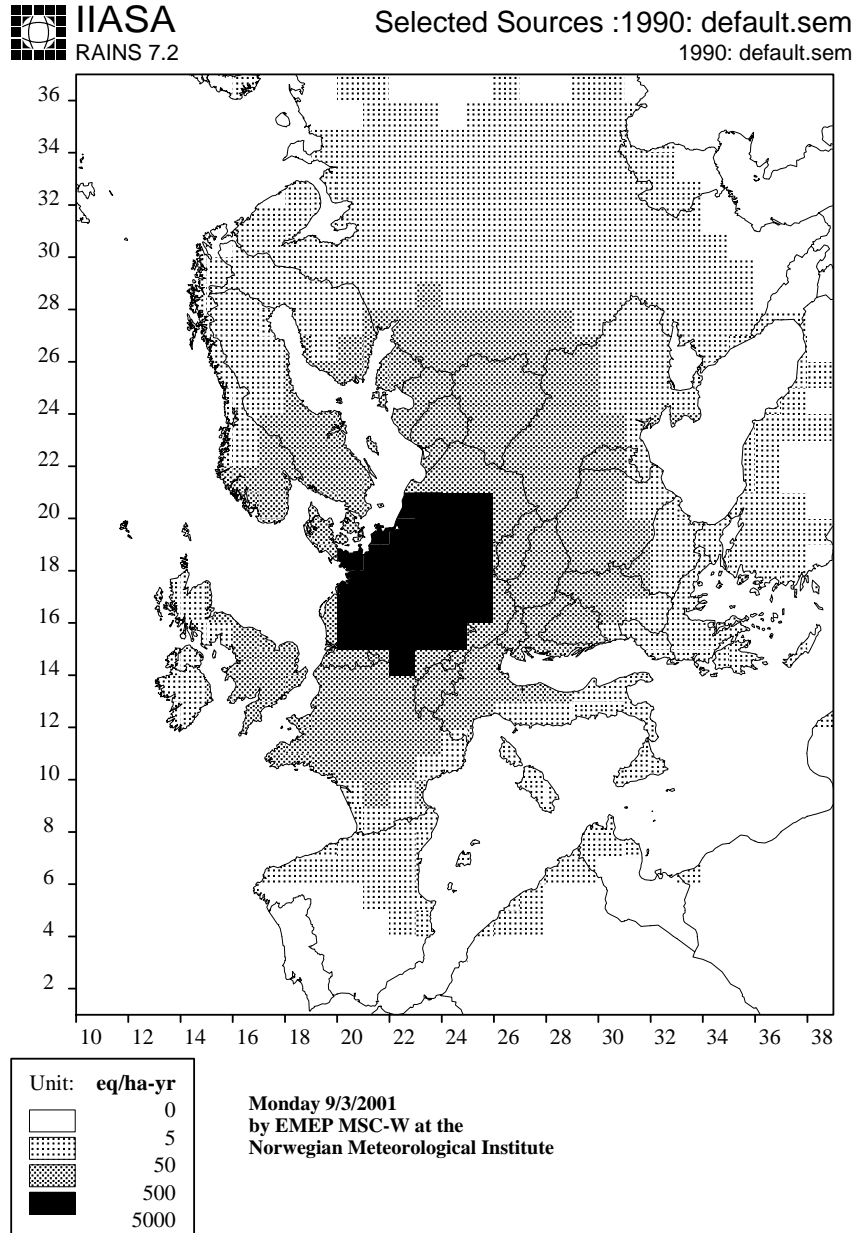 IIASA
RAINS 7.2
Selected Sources :1990: default.sem
1990: default.sem
36
34
32
30
28
26
24
22
20
18
16
14
12
10
8
6
4
2
10 12 14 16 18 20 22 24 26 28 30 32 34 36 38
Unit: eq/ha-yr
0
5
50
500
5000
Monday 9/3/2001
by EMEP MSC-W at the
Norwegian Meteorological Institute